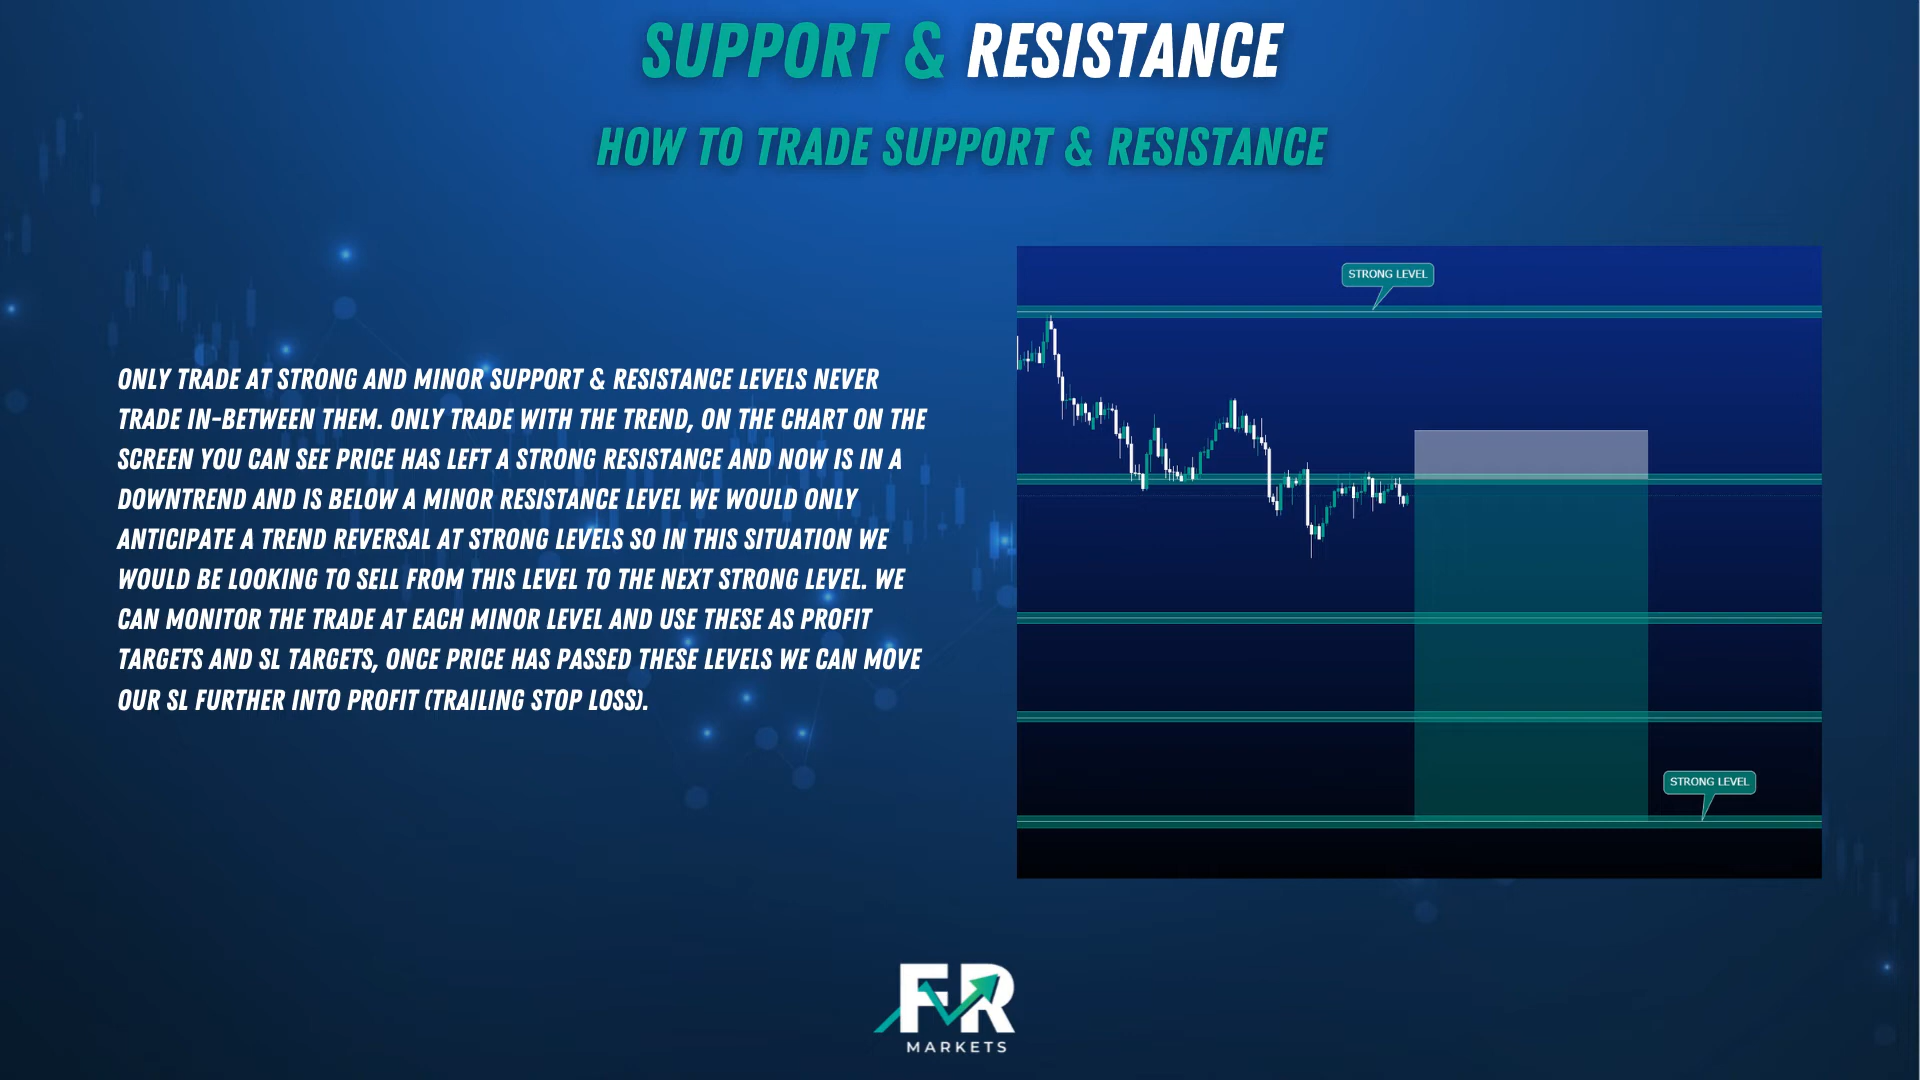 SUPPORT & RESISTANCE
HOW TO TRADE SUPPORT & RESISTANCE
ONLY TRADE AT STRONG AND MINOR SUPPORT & RESISTANCE LEVELS NEVER
TRADE IN-BETWEEN THEM. ONLY TRADE WITH THE TREND, ON THE CHART ON THE
SCREEN YOU CAN SEE PRICE HAS LEFT A STRONG RESISTANCE AND NOW IS IN A
DOWNTREND AND IS BELOW A MINOR RESISTANCE LEVEL WE WOULD ONLY
ANTICIPATE A TREND REVERSAL AT STRONG LEVELS SO IN THIS SITUATION WE
WOULD BE LOOKING TO SELL FROM THIS LEVEL TO THE NEXT STRONG LEVEL. WE
CAN MONITOR THE TRADE AT EACH MINOR LEVEL AND USE THESE AS PROFIT
TARGETS AND SL TARGETS, ONCE PRICE HAS PASSED THESE LEVELS WE CAN MOVE
OUR SL FURTHER INTO PROFIT (TRAILING STOP LOSS).
STRONG LEVEL
STRONG LEVEL
FR
MARKETS